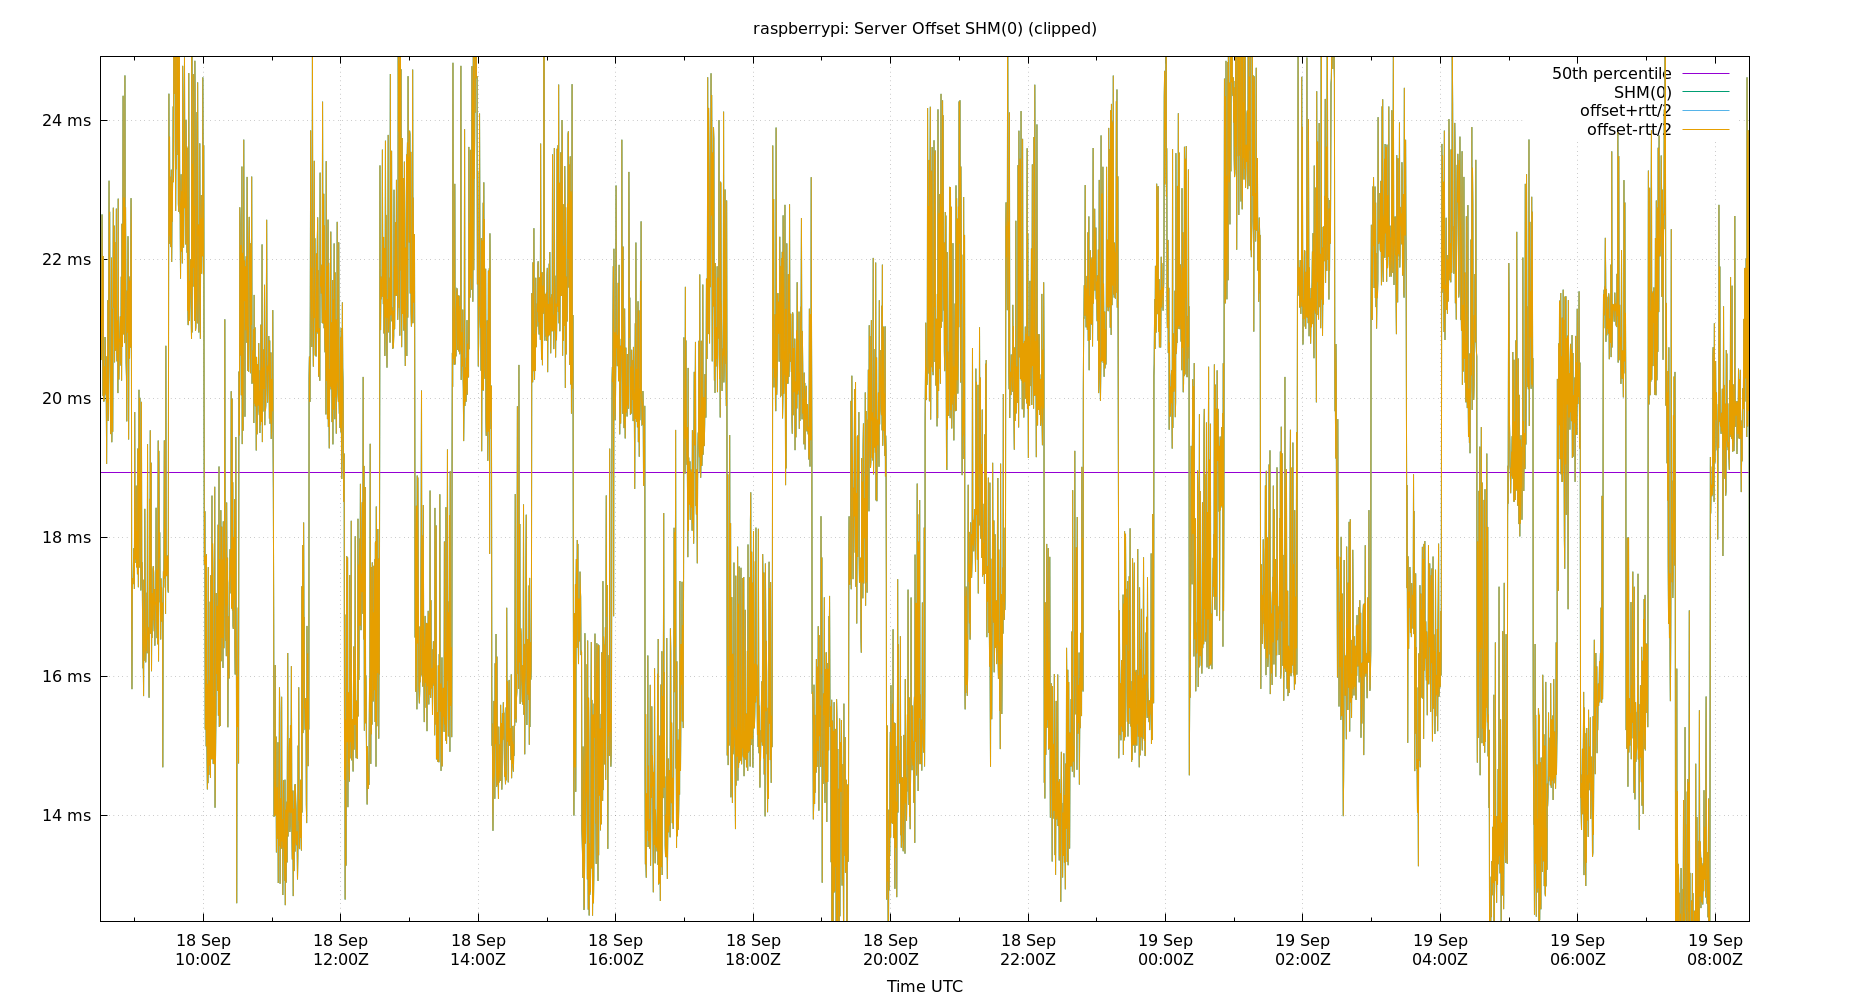 raspberrypi: Server Offset SHM(0) (clipped)
50th percentile
SHM(0)
offset+rtt/2
offset-rtt/2
24 ms
22 ms
20 ms
18 ms
16 ms
14 ms
18 Sep 18 Sep 18 Sep 18 Sep 18 Sep 18 Sep 18 Sep 19 Sep 19 Sep 19 Sep 19 Sep 19 Sep
10:00Z 12:00Z 14:00Z 16:00Z 18:00Z 20:00Z 22:00Z 00:00Z 02:00Z 04:00Z 06:00Z 08:00Z
Time UTC